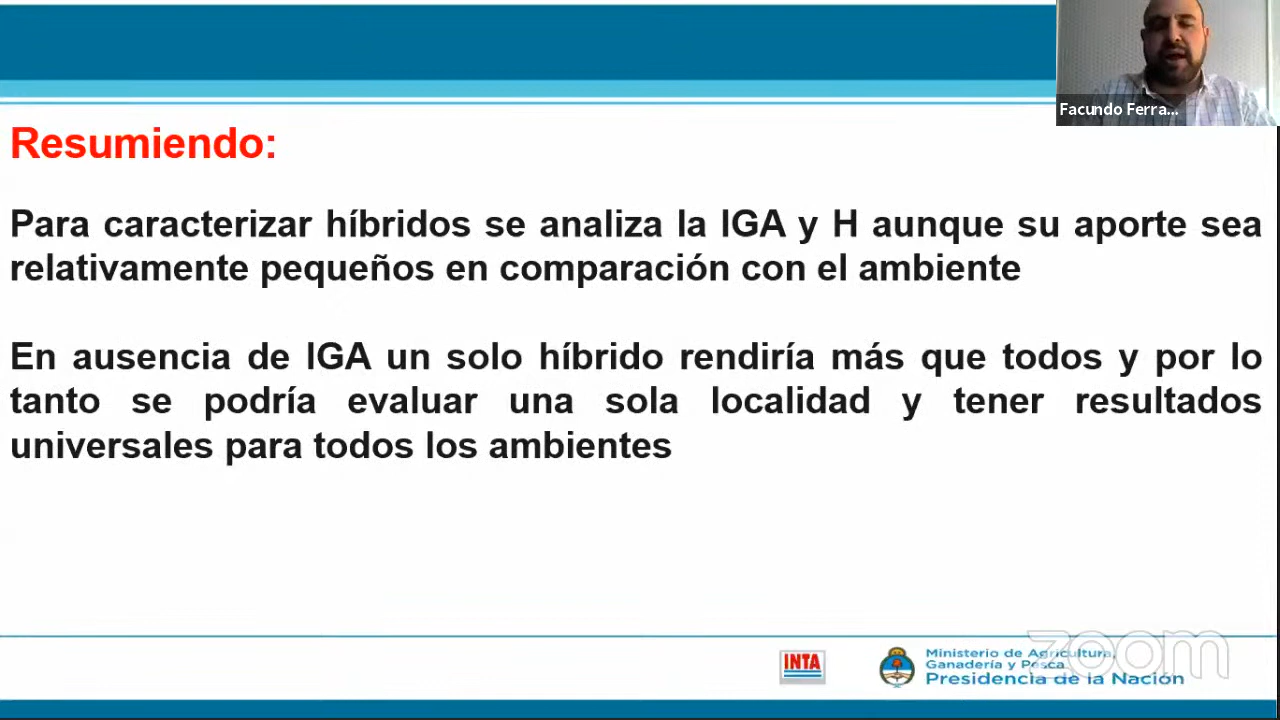 Facundo Ferra...
Resumiendo:
Para caracterizar híbridos se analiza la IGA y H aunque su aporte sea
relativamente pequeños en comparación con el ambiente
En ausencia de IGA un solo híbrido rendiría más que todos y por lo
tanto se podría evaluar una sola localidad y tener resultados
universales para todos los ambientes
INTA
Ministerio de Agricultura,
Ganadería y Pesca
Presidencia de la Nación
zoom